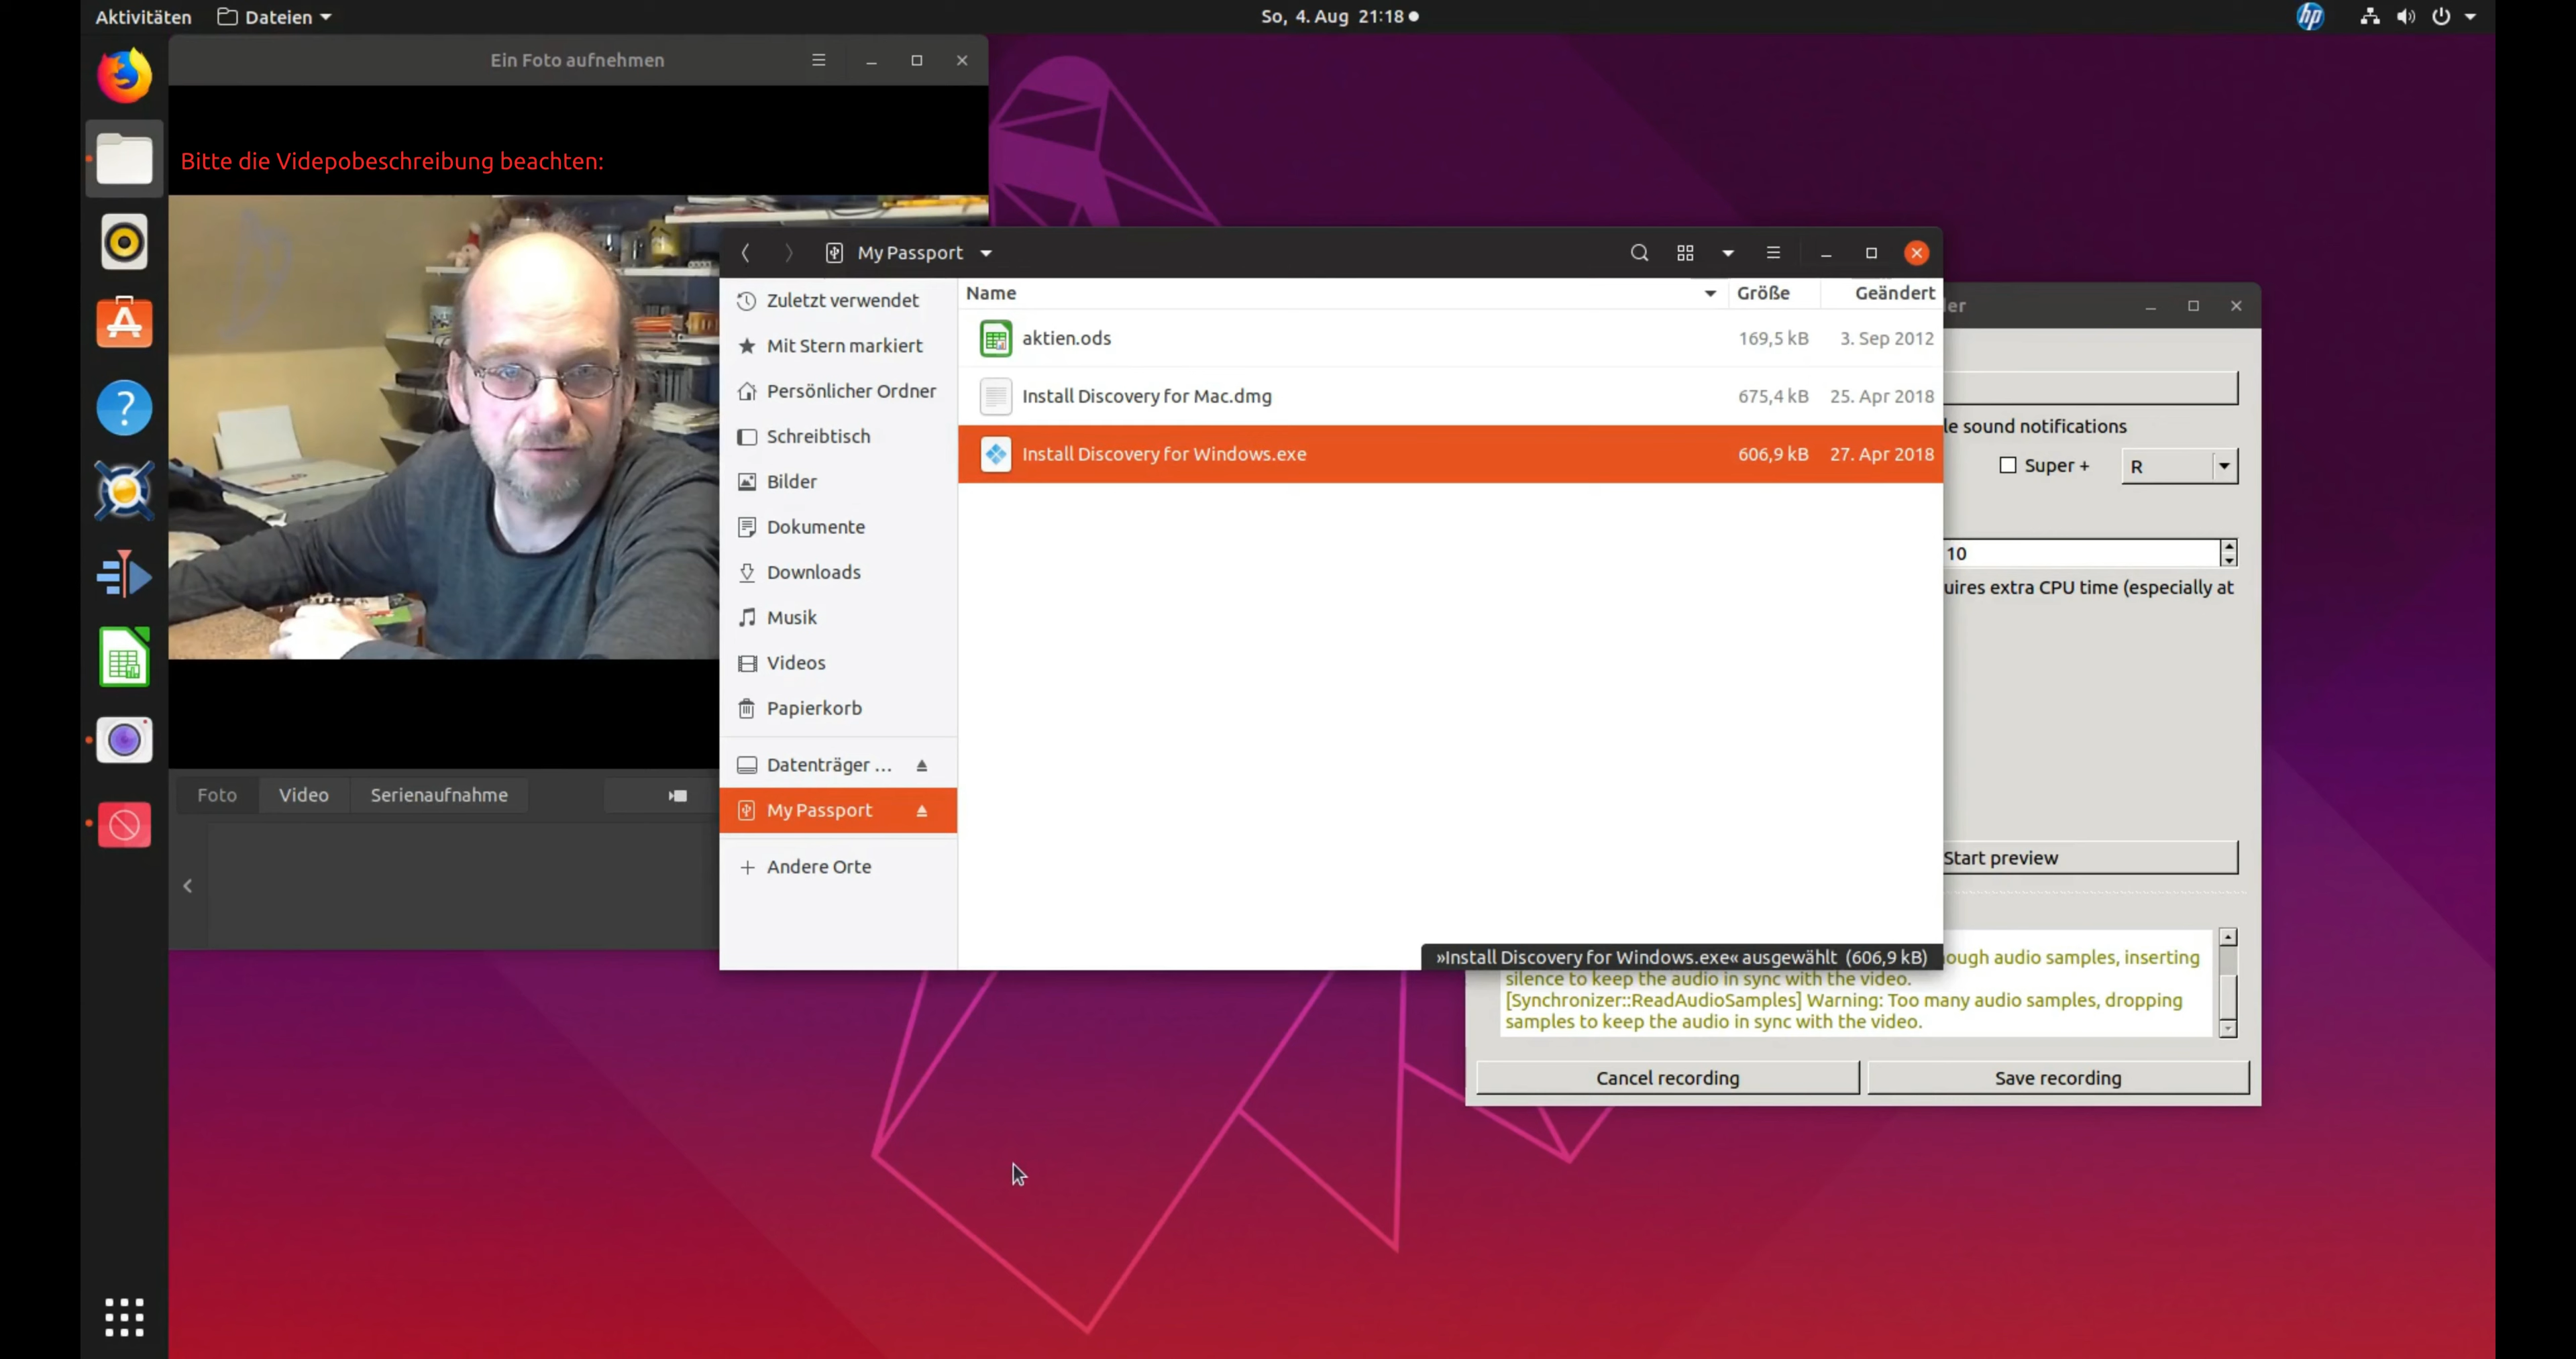 Aktivitäten Dateien So, 4. Aug 21:18 hp
Ein Foto aufnehmen
Bitte die Videpobeschreibung beachten:
Foto Video Serienaufnahme
My Passport
Zuletzt verwendet
Mit Stern markiert
Persönlicher Ordner
Schreibtisch
Bilder
Dokumente
Downloads
Musik
Videos
Papierkorb
Datenträger ...
My Passport
Andere Orte
Name Größe Geändert
aktien.ods 169,5 kB 3. Sep 2012
Install Discovery for Mac.dmg 675,4 kB 25. Apr 2018
Install Discovery for Windows.exe 606,9 kB 27. Apr 2018
»Install Discovery for Windows.exe« ausgewählt (606,9 kB)
sound notifications
Super + R
10
extra CPU time (especially at
Start preview
audio samples, inserting
silence to keep the audio in sync with the video.
[Synchronizer::ReadAudioSamples] Warning: Too many audio samples, dropping
samples to keep the audio in sync with the video.
Cancel recording Save recording